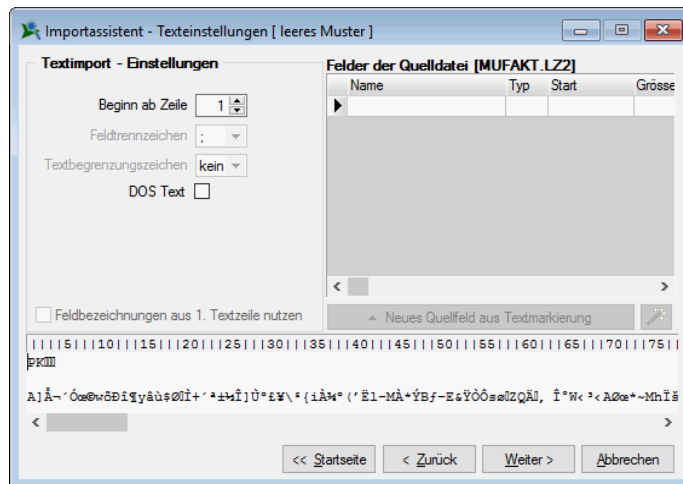 Importassistent - Texteinstellungen [ leeres Muster ]
Textimport - Einstellungen
Beginn ab Zeile 1
Feldtrennzeichen ;
Textbegrenzungszeichen kein
DOS Text
Feldbezeichnungen aus 1. Textzeile nutzen
Felder der Quelldatei [MUFAKT.LZ2]
Name Typ Start Grösse
Neues Quellfeld aus Textmarkierung
||||5|||10|||15|||20|||25|||30|||35|||40|||45|||50|||55|||60|||65|||70|||75||
PK
<< Startseite < Zurück Weiter > Abbrechen